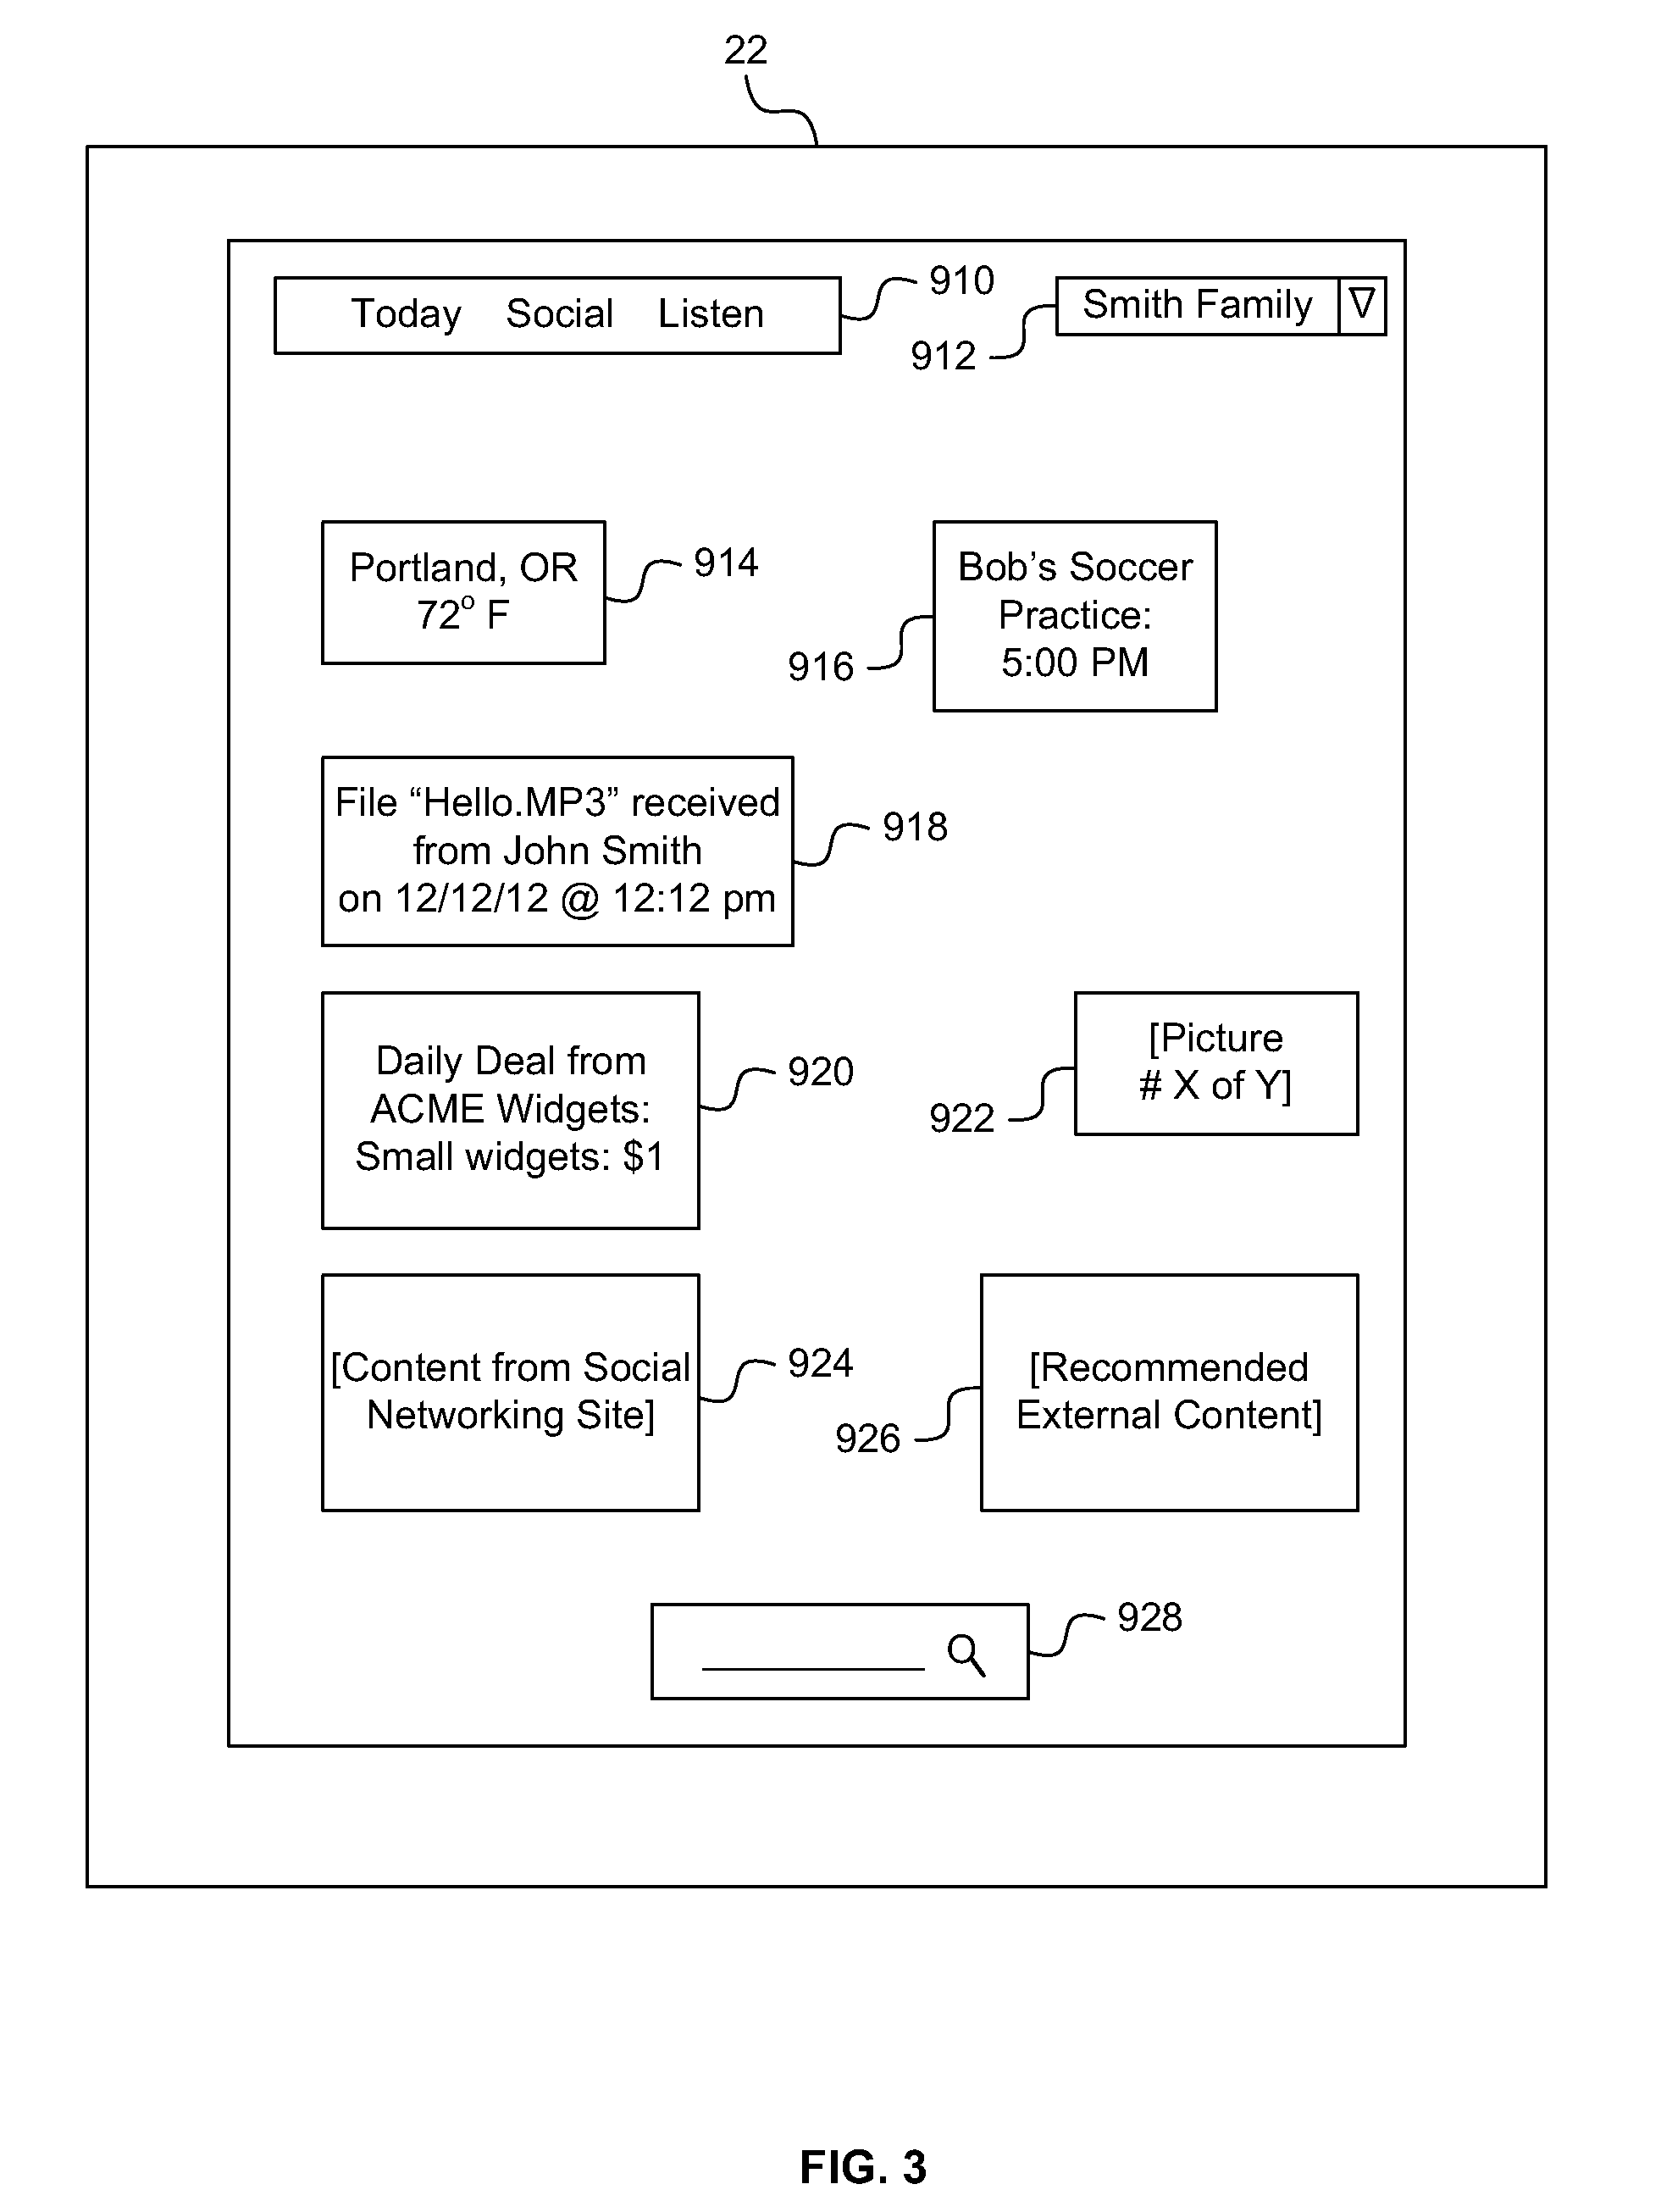 22
Today Social Listen
910
Smith Family
912
Portland, OR
72° F
914
Bob’s Soccer
Practice:
5:00 PM
916
File “Hello.MP3” received
from John Smith
on 12/12/12 @ 12:12 pm
918
Daily Deal from
ACME Widgets:
Small widgets: $1
920
[Picture
# X of Y]
922
[Content from Social
Networking Site]
924
[Recommended
External Content]
926
928
FIG. 3